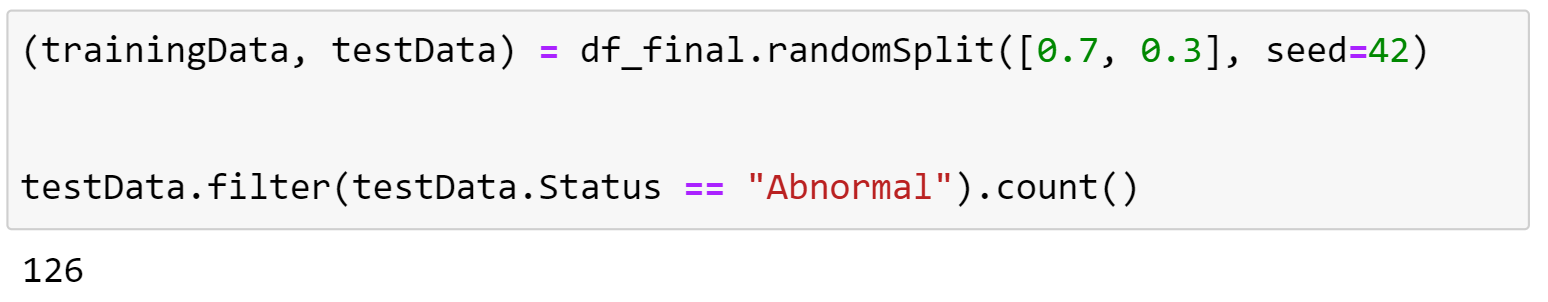 (trainingData, testData) = df_final.randomSplit([0.7, 0.3], seed=42)
testData.filter(testData.Status == "Abnormal").count()
126